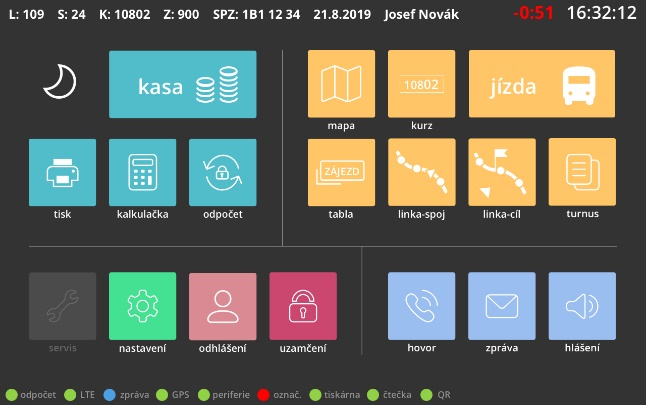 L: 109 S: 24 K: 10802 Z: 900 SPZ: 1B1 12 34 21.8.2019 Josef Novák -0:51 16:32:12
kasa
10802
jízda
mapa kurz
ZÁJEZD
tisk kalkulačka odpočet tabla linka-spoj linka-cíl turnus
servis nastavení odhlášení uzamčení hovor zpráva hlášení
odpočet LTE zpráva GPS periferie označ. tiskárna čtečka QR